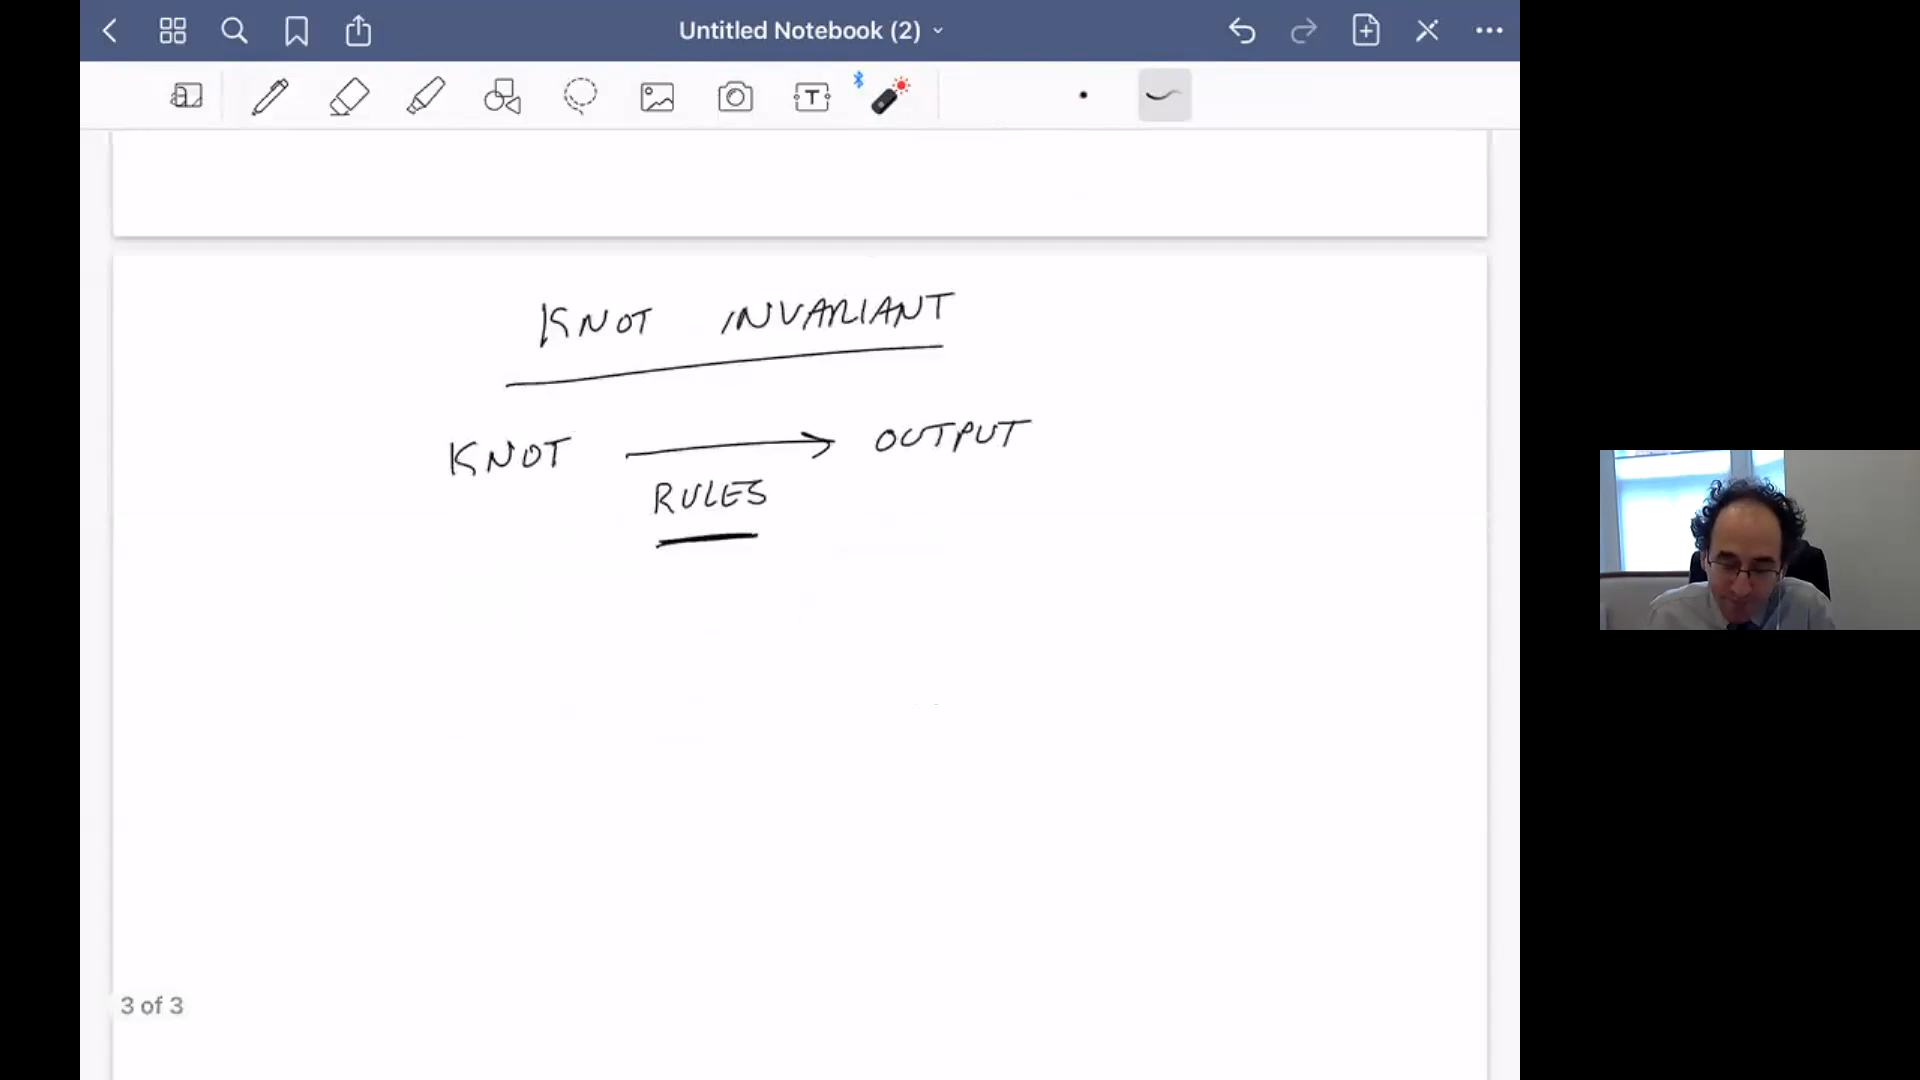 Untitled Notebook (2)
T
KNOT INVARIANT
KNOT → OUTPUT
RULES
3 of 3